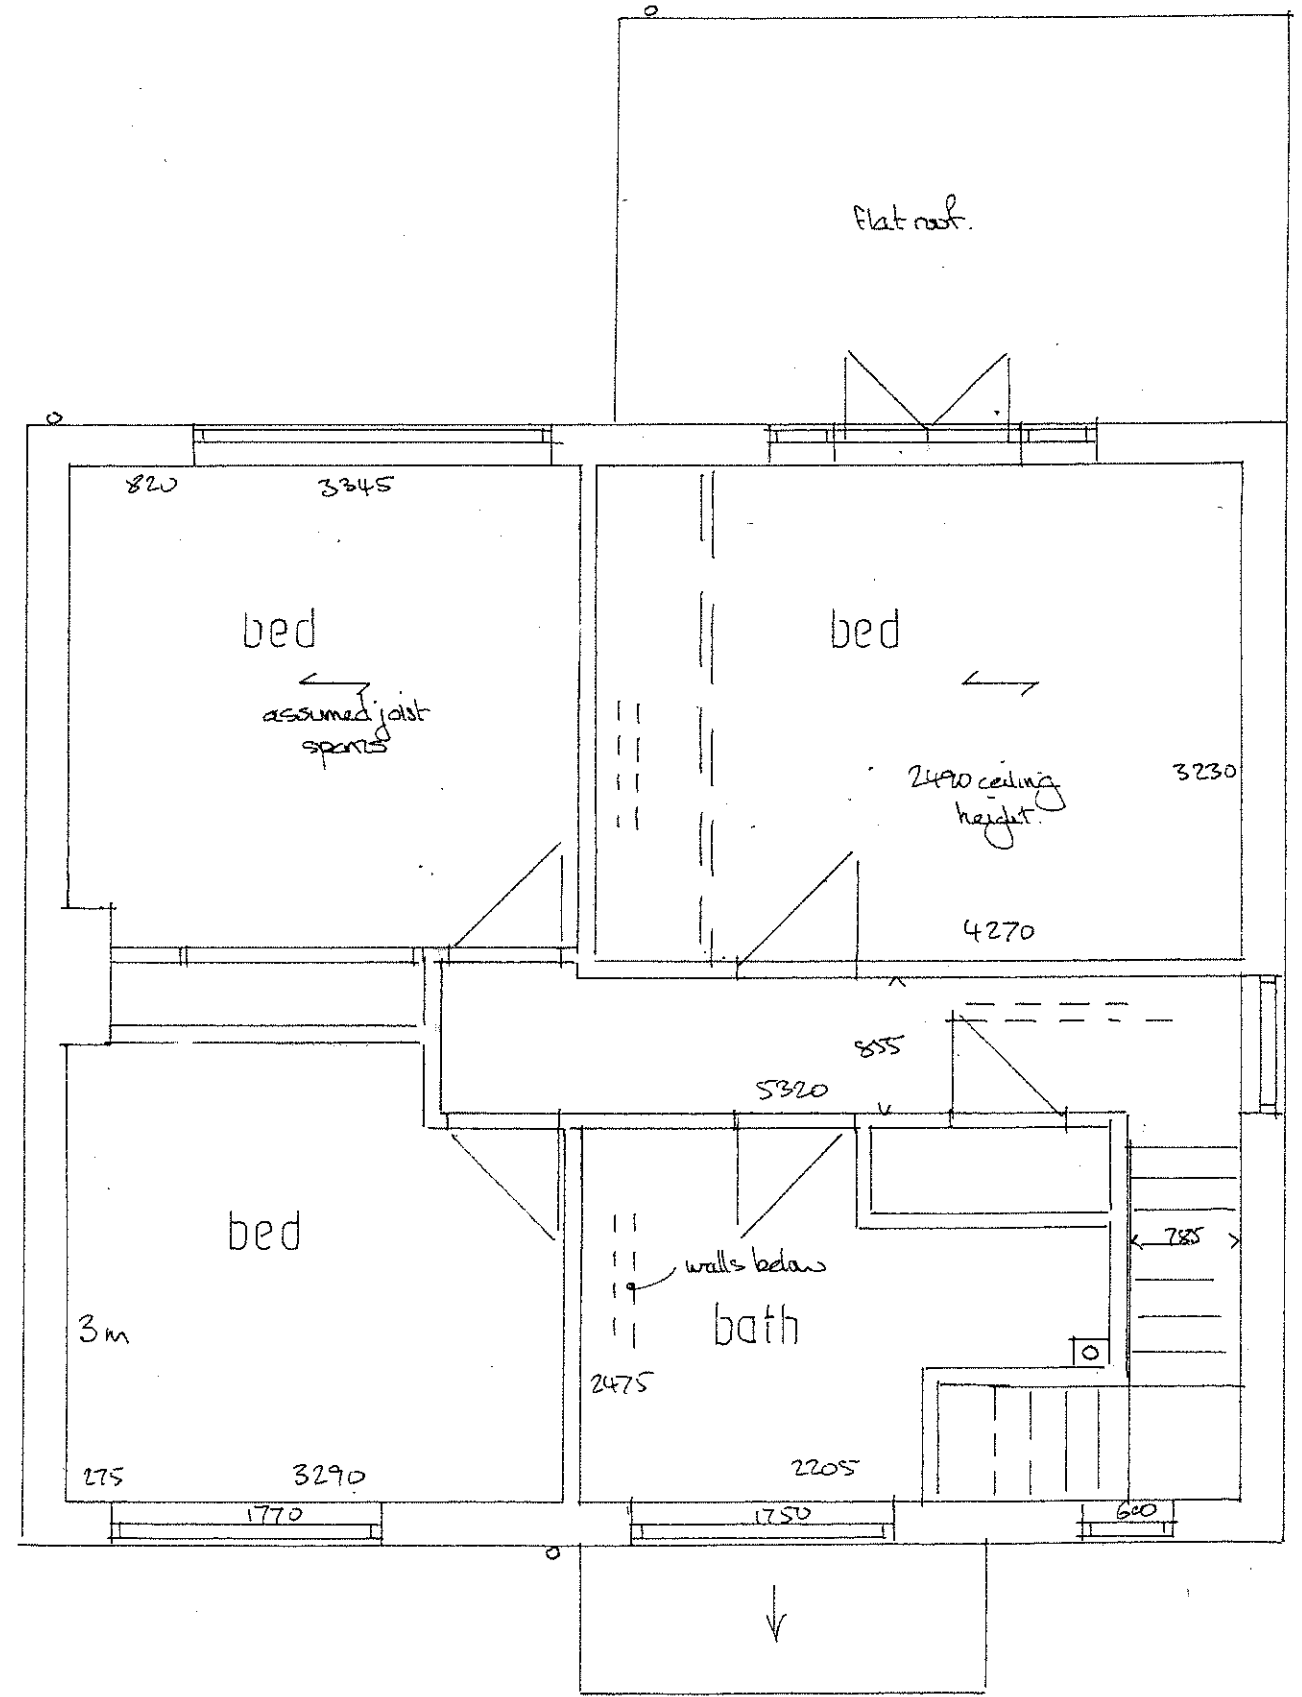 Flat roof.
820
3345
bed
bed
assumed joist
spans
2490 ceiling
height.
3230
4270
855
5320
bed
785
walls below
bath
3m
2475
275
3290
2205
1770
1750
600